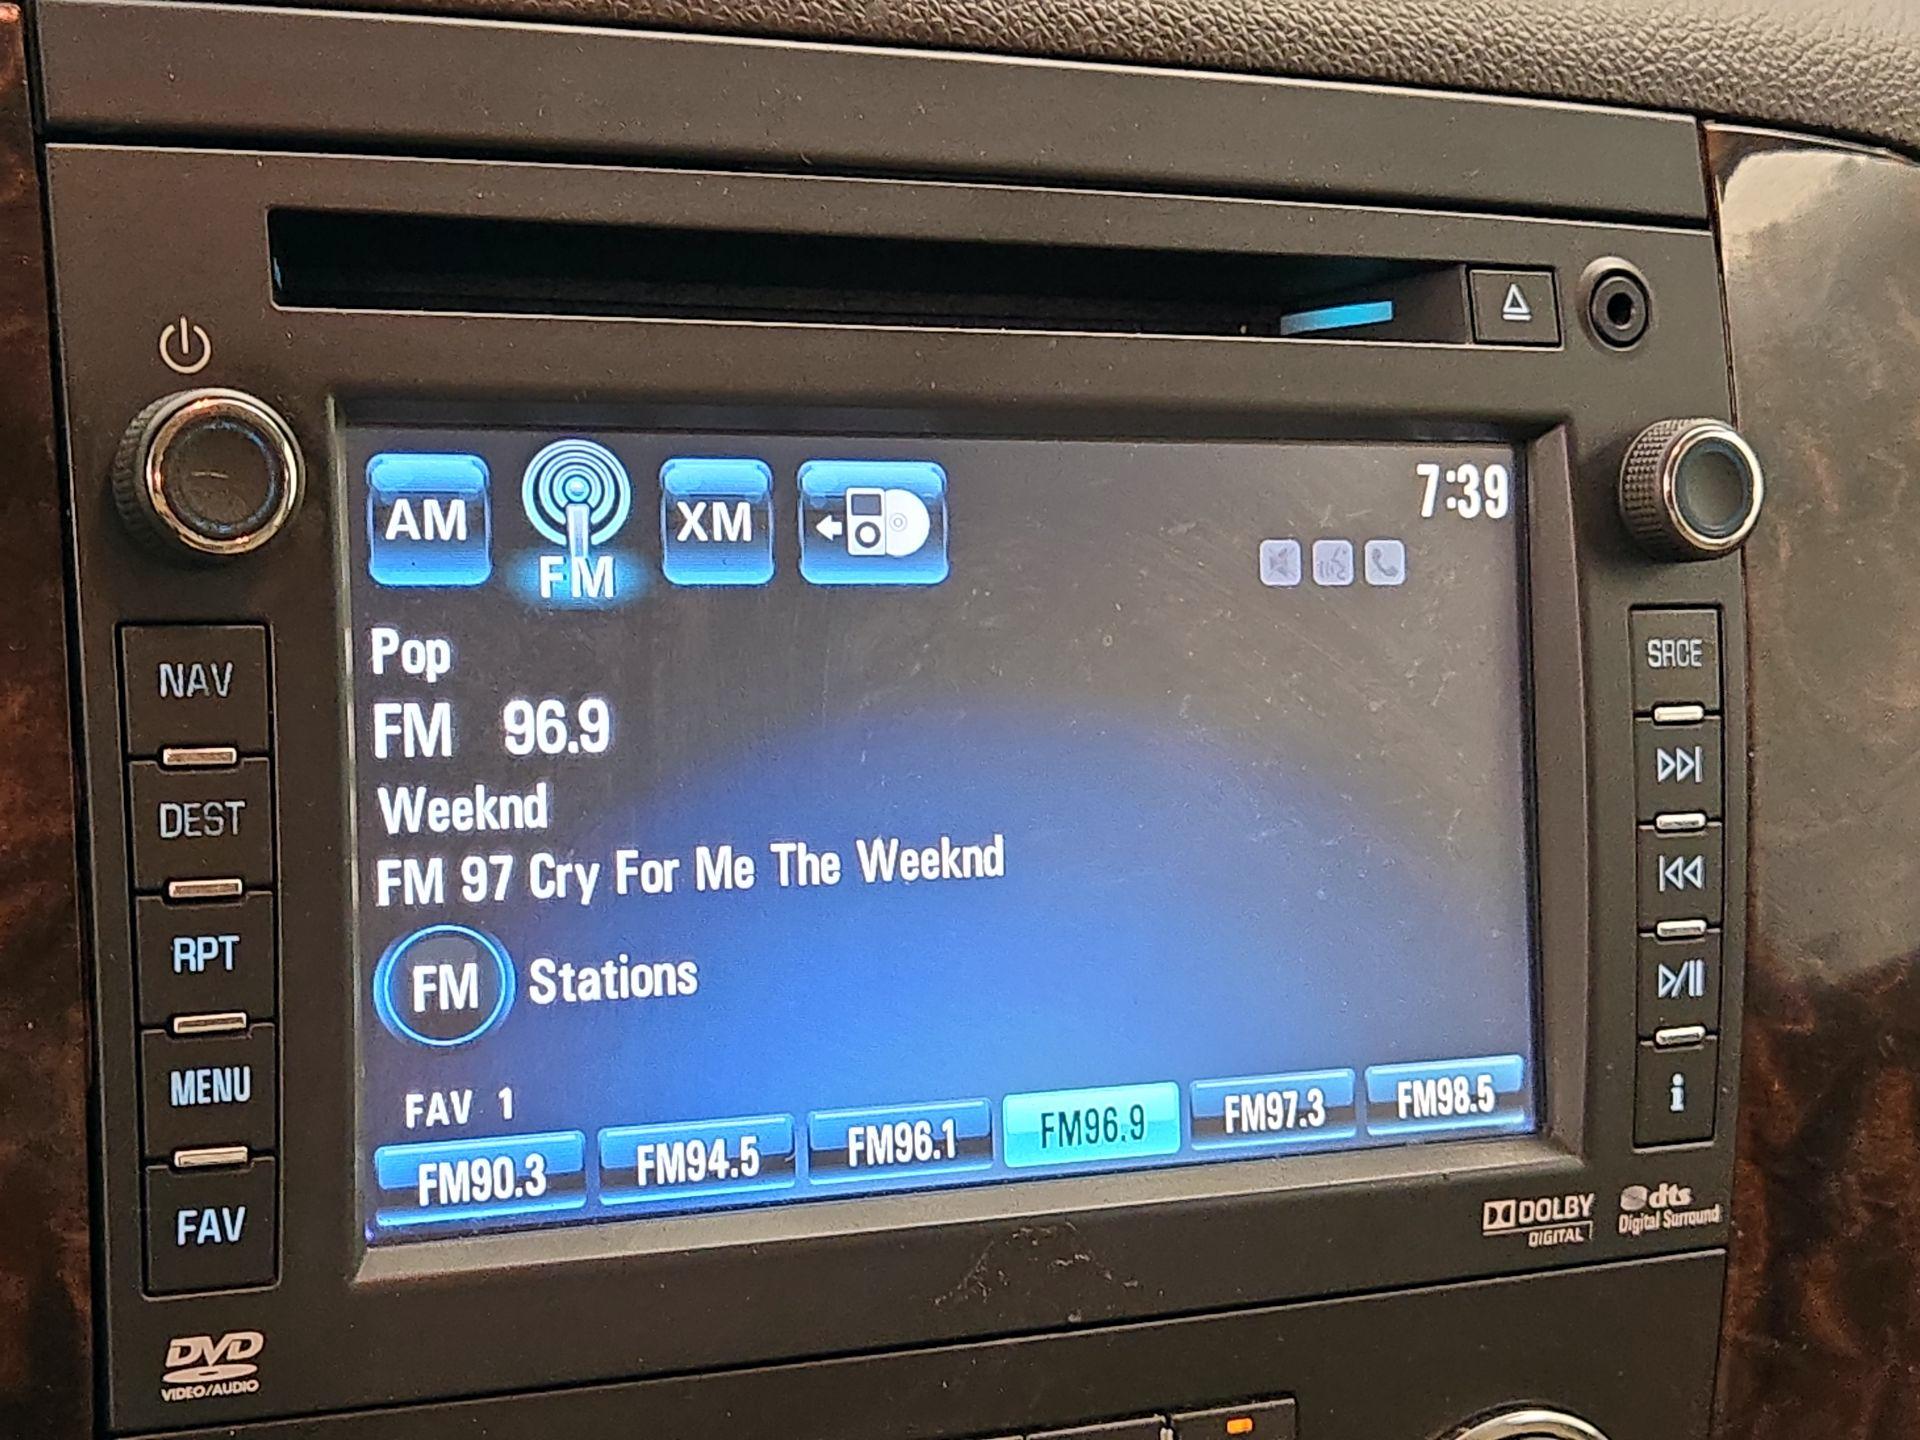 AM FM XM
7:39
Pop
FM 96.9
Weeknd
FM 97 Cry For Me The Weeknd
FM Stations
FAV 1
FM90.3 FM94.5 FM96.1 FM96.9 FM97.3 FM98.5
NAV
DEST
RPT
MENU
FAV
SRCE
i
DVD
VIDEO/AUDIO
DOLBY
DIGITAL
dts
Digital Surround